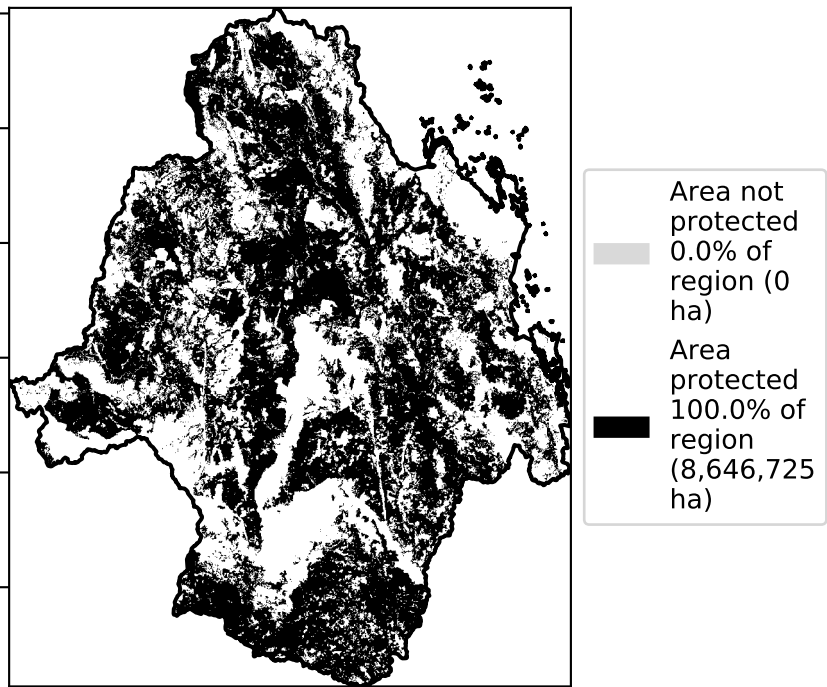 Area not
protected
0.0% of
region (0
ha)
Area
protected
100.0% of
region
(8,646,725
ha)